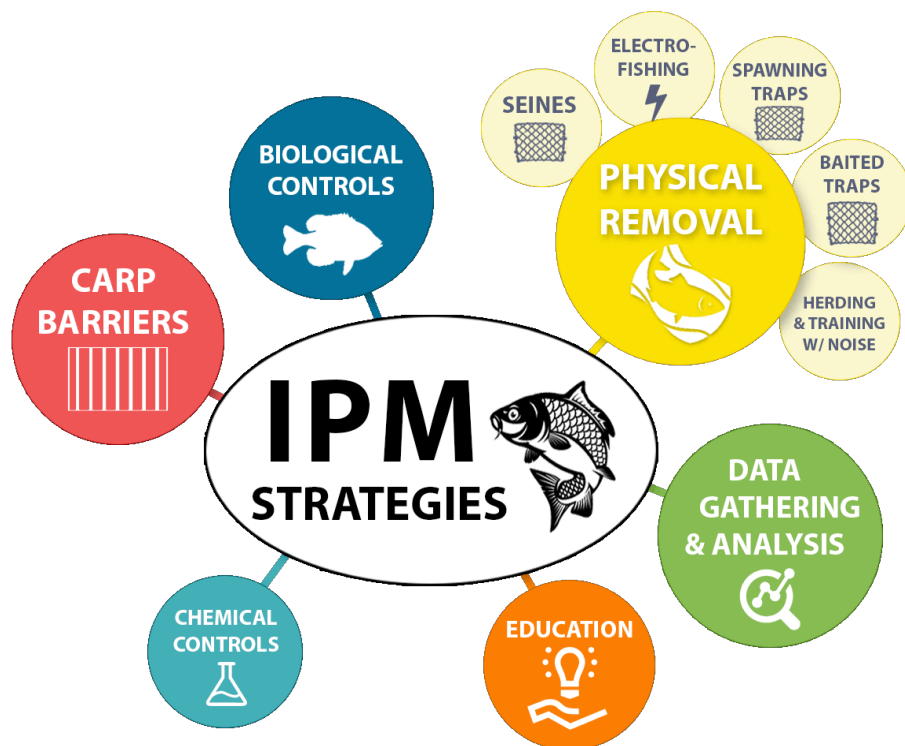 IPM
STRATEGIES
CARP
BARRIERS
BIOLOGICAL
CONTROLS
PHYSICAL
REMOVAL
SEINES
ELECTRO-
FISHING
SPAWNING
TRAPS
BAITED
TRAPS
HERDING
& TRAINING
W/ NOISE
DATA
GATHERING
& ANALYSIS
EDUCATION
CHEMICAL
CONTROLS